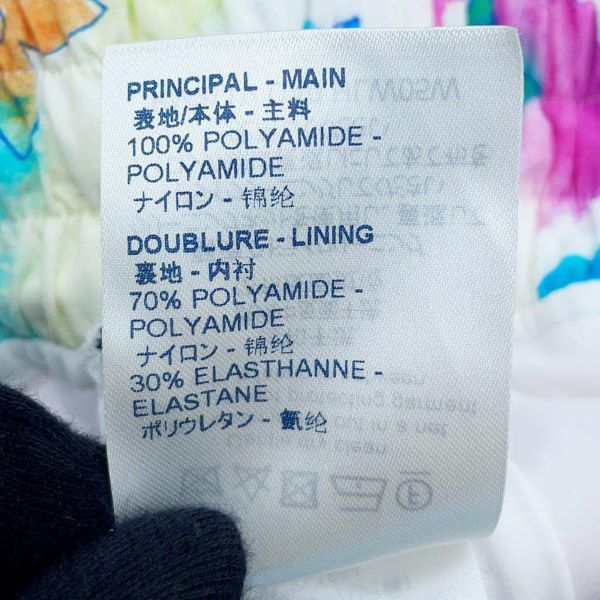 PRINCIPAL - MAIN
表地/本体 - 主料
100% POLYAMIDE -
POLYAMIDE
ナイロン - 锦纶
DOUBLURE - LINING
裏地 - 内衬
70% POLYAMIDE -
POLYAMIDE
ナイロン - 锦纶
30% ELASTHANNE -
ELASTANE
ポリウレタン - 氨纶